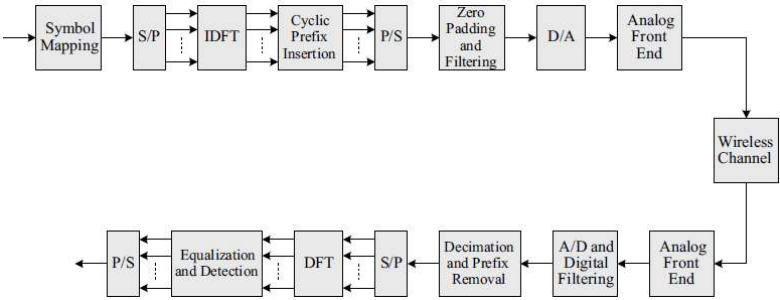 Symbol
Mapping
S/P
IDFT
Cyclic
Prefix
Insertion
P/S
Zero
Padding
and
Filtering
D/A
Analog
Front
End
Wireless
Channel
P/S
Equalization
and Detection
DFT
S/P
Decimation
and Prefix
Removal
A/D and
Digital
Filtering
Analog
Front
End